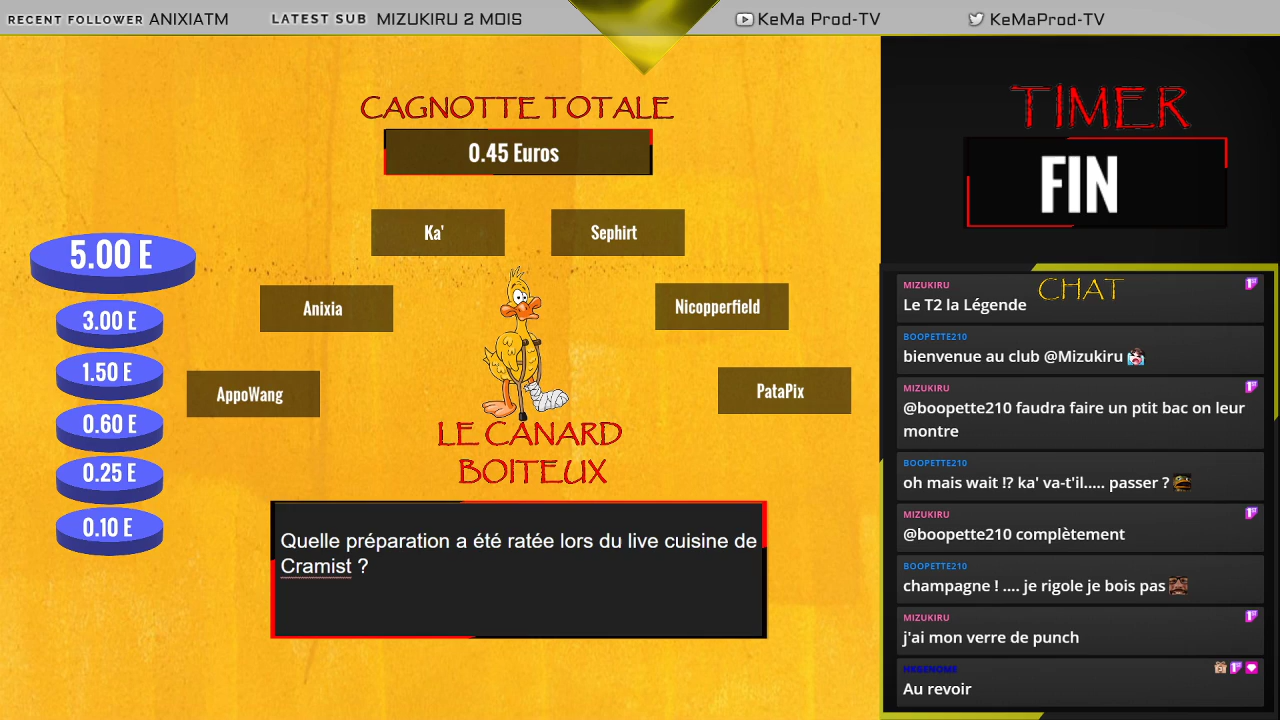 RECENT FOLLOWER ANIXIATM LATEST SUB MIZUKIRU 2 MOIS KeMa Prod-TV KeMaProd-TV
CAGNOTTE TOTALE
0.45 Euros
Ka' Sephirt
Anixia Nicopperfield
AppoWang PataPix
5.00 E
3.00 E
1.50 E
0.60 E
0.25 E
0.10 E
LE CANARD
BOITEUX
Quelle préparation a été ratée lors du live cuisine de
Cramist ?
TIMER
FIN
CHAT
MIZUKIRU
Le T2 la Légende
BOOPETTE210
bienvenue au club @Mizukiru
MIZUKIRU
@boopette210 faudra faire un ptit bac on leur
montre
BOOPETTE210
oh mais wait !? ka' va-t'il..... passer ?
MIZUKIRU
@boopette210 complètement
BOOPETTE210
champagne ! .... je rigole je bois pas
MIZUKIRU
j'ai mon verre de punch
Au revoir